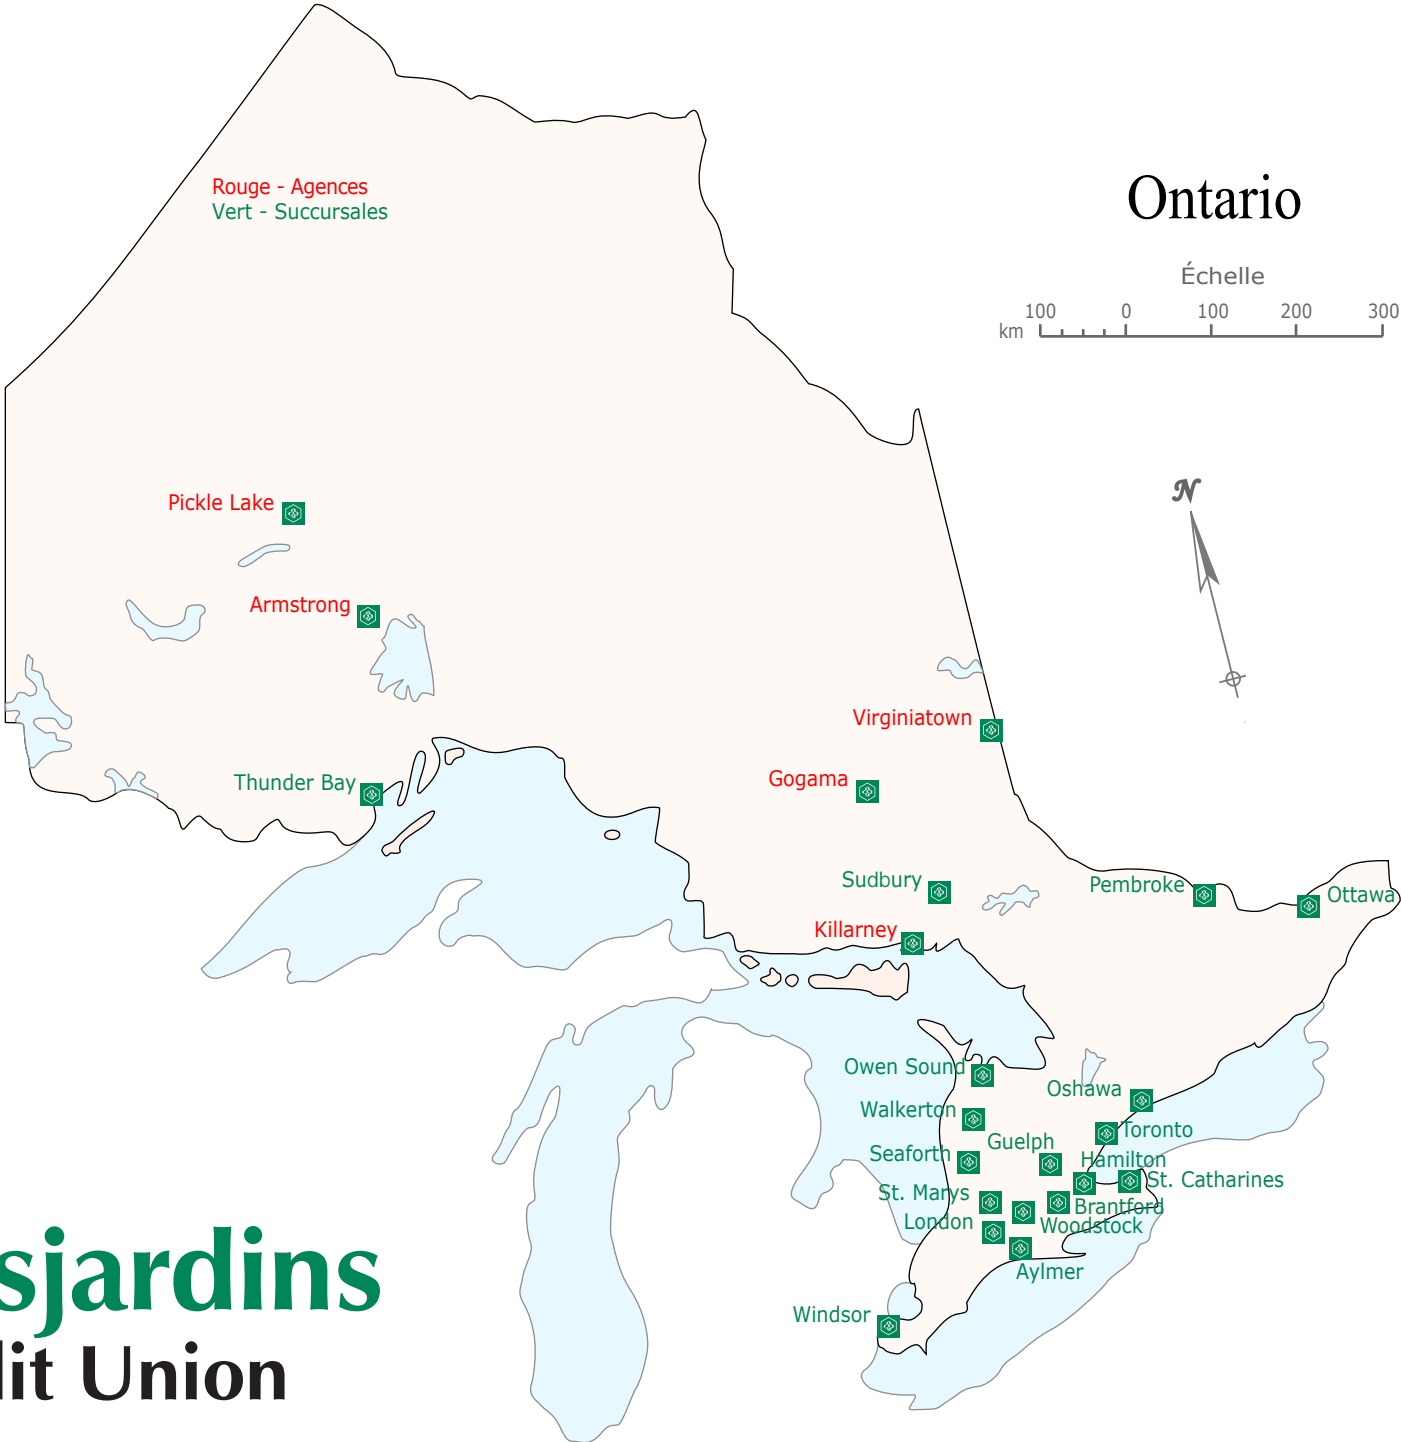 Ontario
Rouge - Agences
Vert - Succursales
Échelle
100 0 100 200 300
km
N
Pickle Lake
Armstrong
Virginiatown
Gogama
Thunder Bay
Sudbury
Pembroke
Ottawa
Killarney
Owen Sound
Oshawa
Walkerton
Toronto
Guelph
Seaforth
Hamilton
St. Catharines
St. Marys
Brantford
London
Woodstock
Aylmer
Windsor
sjardins
dit Union